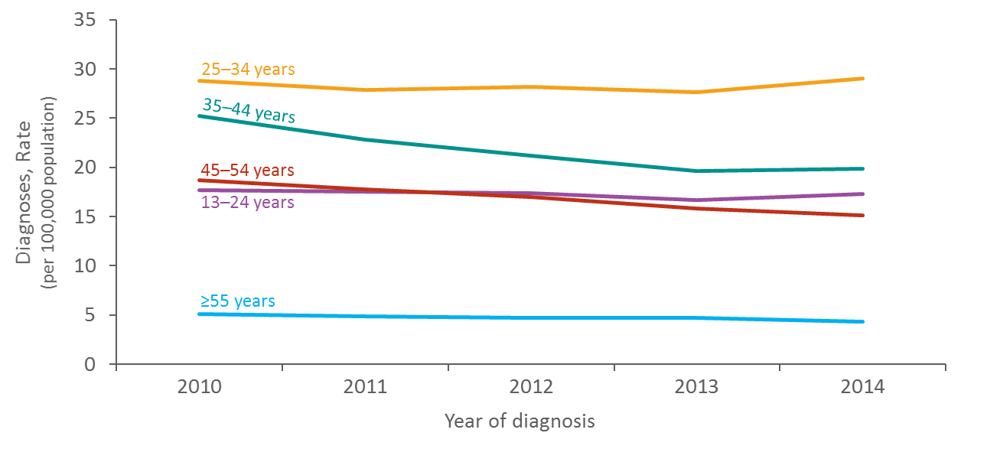 35
30
25
20
15
10
5
0
Diagnoses, Rate
(per 100,000 population)
25–34 years
35–44 years
45–54 years
13–24 years
≥55 years
2010 2011 2012 2013 2014
Year of diagnosis